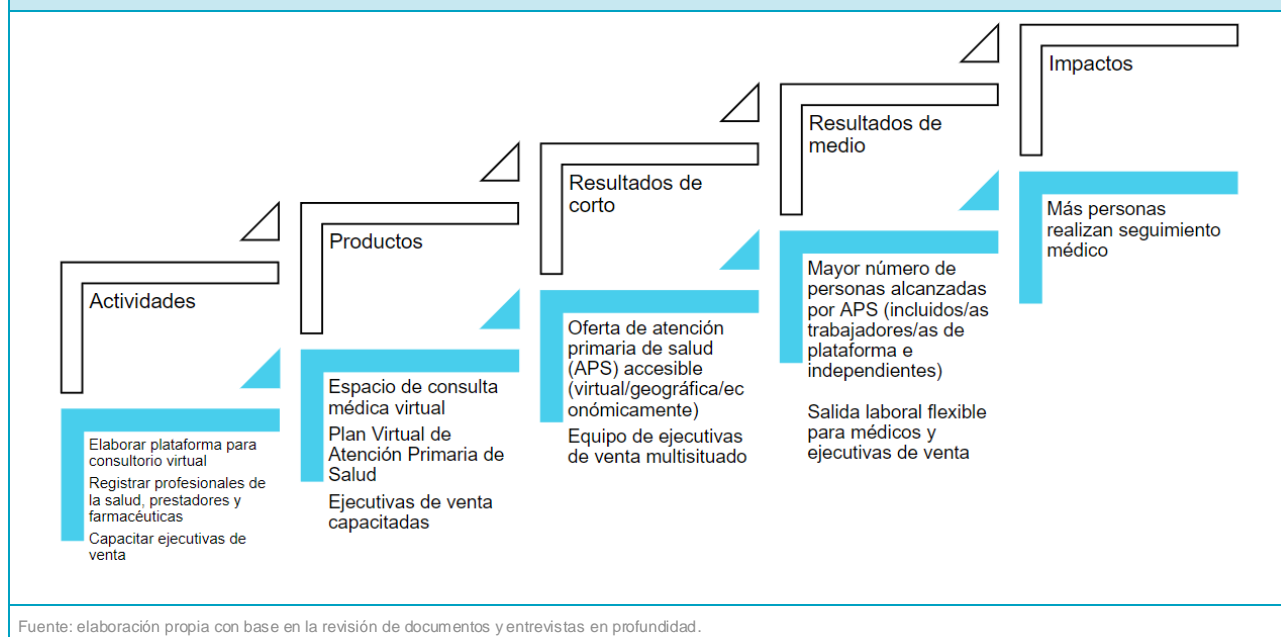 Actividades
Elaborar plataforma para
consultorio virtual
Registrar profesionales de
la salud, prestadores y
farmacéuticas
Capacitar ejecutivas de
venta
Productos
Espacio de consulta
médica virtual
Plan Virtual de
Atención Primaria de
Salud
Ejecutivas de venta
capacitadas
Resultados de
corto
Oferta de atención
primaria de salud
(APS) accesible
(virtual/geográfica/ec
onómicamente)
Equipo de ejecutivas
de venta multisituado
Resultados de
medio
Mayor número de
personas alcanzadas
por APS (incluidos/as
trabajadores/as de
plataforma e
independientes)
Salida laboral flexible
para médicos y
ejecutivas de venta
Impactos
Más personas
realizan seguimiento
médico
Fuente: elaboración propia con base en la revisión de documentos y entrevistas en profundidad.